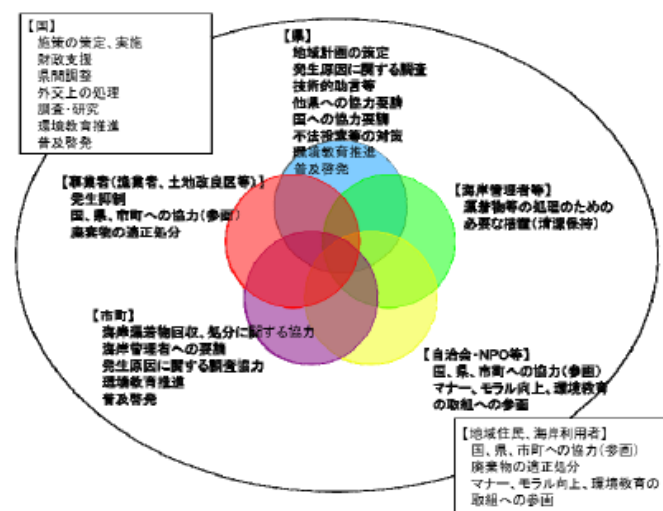 【国】
施策の策定、実施
財政支援
県間調整
外交上の処理
調査・研究
環境教育推進
普及啓発
【県】
地域計画の策定
発生原因に関する調査
技術的助言等
他県への協力要請
国への協力要請
不法投棄等の対策
環境教育推進
普及啓発
【事業者(漁業者、土地改良区等)】
発生抑制
国、県、市町への協力(参画)
廃棄物の適正処分
【海岸管理者等】
漂着物等の処理のための
必要な措置(清潔保持)
【市町】
海岸漂着物回収、処分に関する協力
海岸管理者への要請
発生原因に関する調査協力
環境教育推進
普及啓発
【自治会・NPO等】
国、県、市町への協力(参画)
マナー、モラル向上、環境教育
の取組への参画
【地域住民、海岸利用者】
国、県、市町への協力(参画)
廃棄物の適正処分
マナー、モラル向上、環境教育の
取組への参画